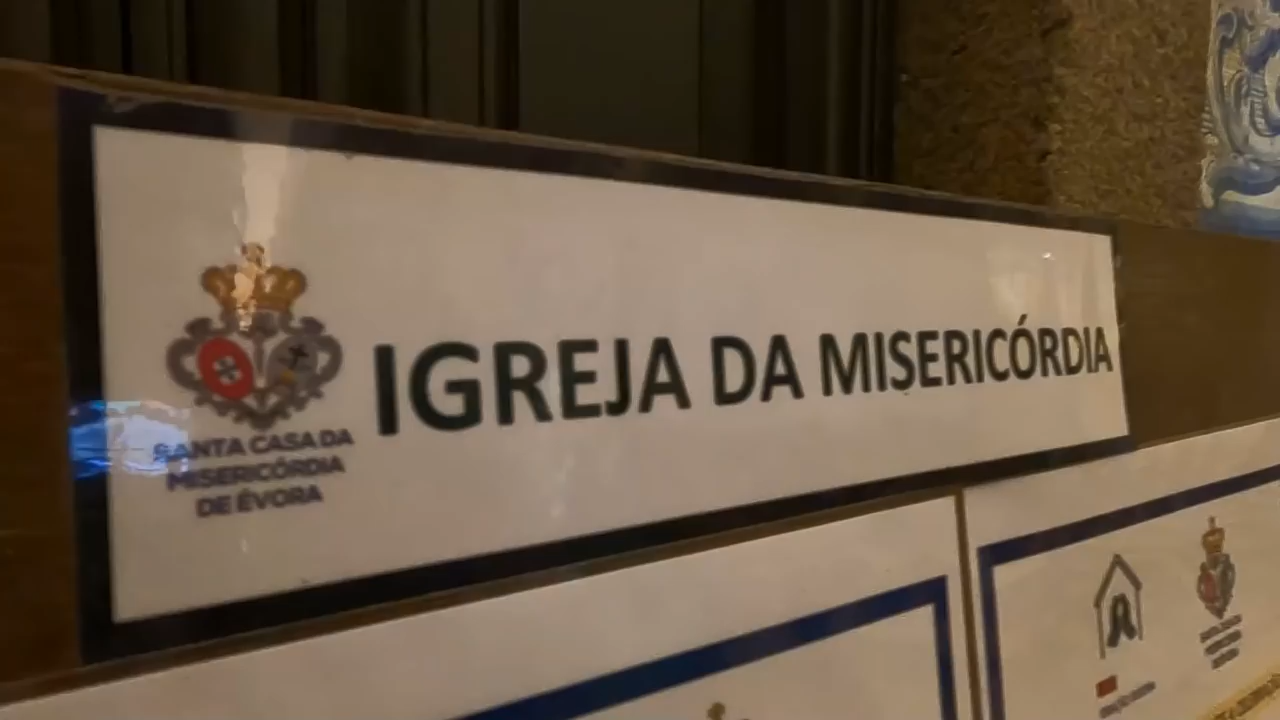 IGREJA DA MISERICÓRDIA
SANTA CASA DA
MISERICÓRDIA
DE ÉVORA